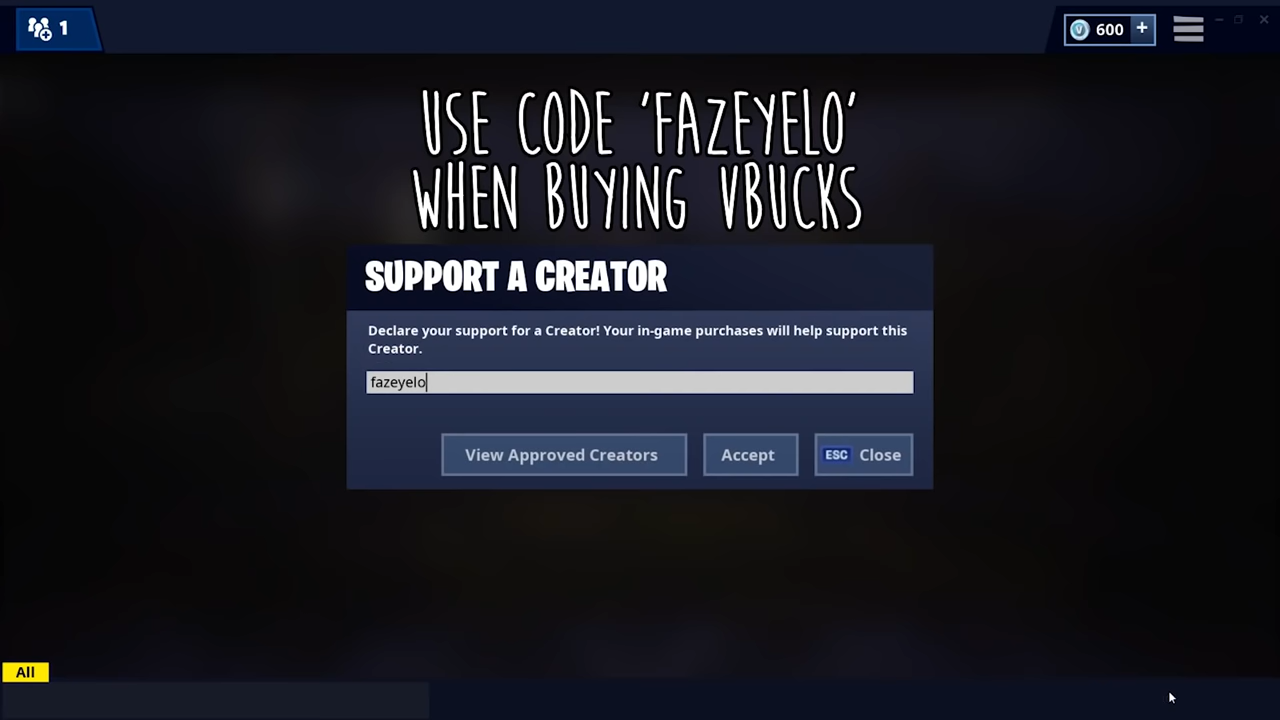 1
600 +
USE CODE 'FAZEYELO'
WHEN BUYING VBUCKS
SUPPORT A CREATOR
Declare your support for a Creator! Your in-game purchases will help support this
Creator.
fazeyelo
View Approved Creators
Accept
ESC Close
All